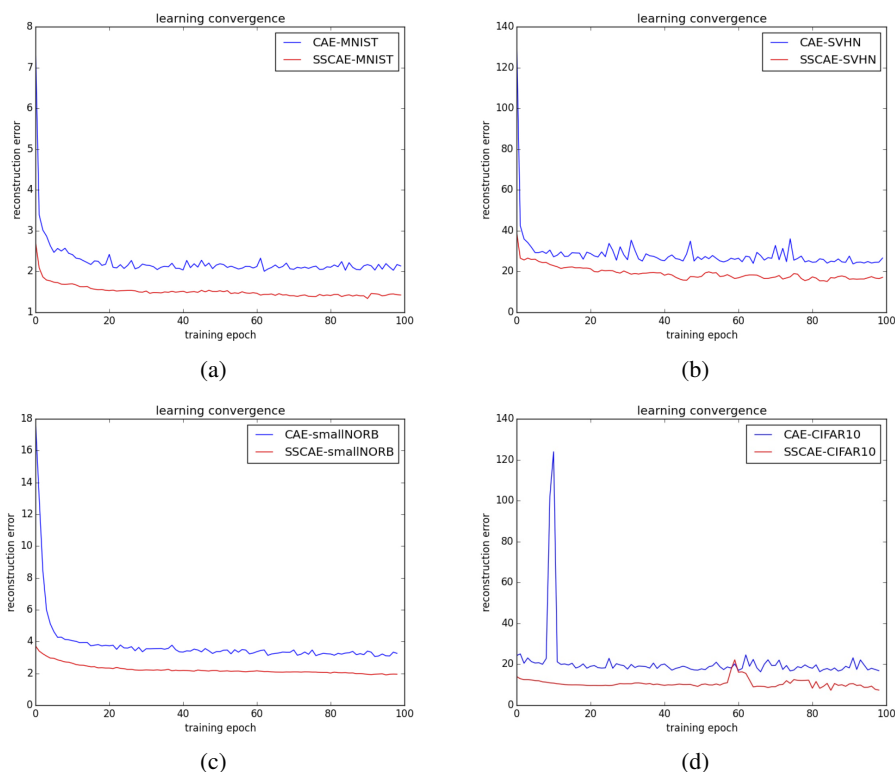 learning convergence
8
7
6
5
4
3
2
1
reconstruction error
CAE-MNIST
SSCAE-MNIST
0 20 40 60 80 100
training epoch
(a)
learning convergence
140
120
100
80
60
40
20
0
reconstruction error
CAE-SVHN
SSCAE-SVHN
0 20 40 60 80 100
training epoch
(b)
learning convergence
18
16
14
12
10
8
6
4
2
0
reconstruction error
CAE-smallNORB
SSCAE-smallNORB
0 20 40 60 80 100
training epoch
(c)
learning convergence
140
120
100
80
60
40
20
0
reconstruction error
CAE-CIFAR10
SSCAE-CIFAR10
0 20 40 60 80 100
training epoch
(d)